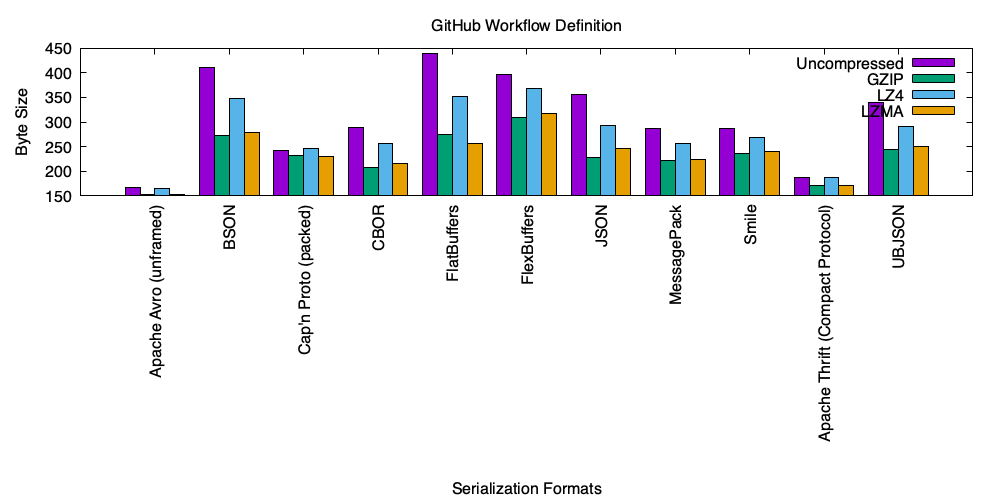 GitHub Workflow Definition
450
400
350
300
250
200
150
Byte Size
Uncompressed
GZIP
LZ4
LZMA
Apache Avro (unframed)
BSON
Cap'n Proto (packed)
CBOR
FlatBuffers
FlexBuffers
JSON
MessagePack
Smile
Apache Thrift (Compact Protocol)
UBJSON
Serialization Formats